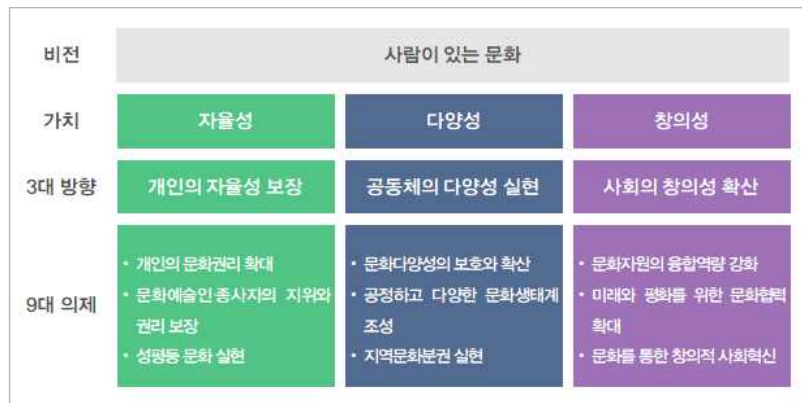 비전 사람이 있는 문화
가치 자율성 다양성 창의성
3대 방향 개인의 자율성 보장 공동체의 다양성 실현 사회의 창의성 확산
9대 의제
• 개인의 문화권리 확대
• 문화예술인·종사자의 지위와
권리 보장
• 성평등 문화 실현
• 문화다양성의 보호와 확산
• 공정하고 다양한 문화생태계
조성
• 지역문화분권 실현
• 문화자원의 융합역량 강화
• 미래와 평화를 위한 문화협력
확대
• 문화를 통한 창의적 사회혁신